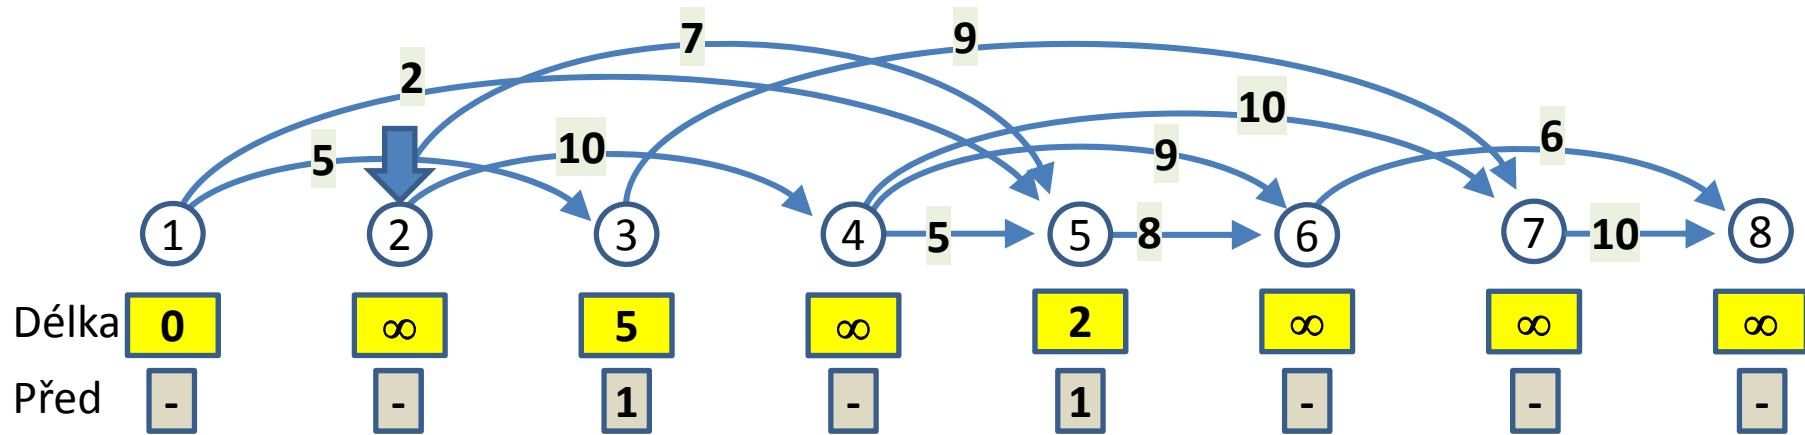 7 9
2
10
5 10 9 6
1 2 3 4 5 8 5 6 7 10 8
Délka 0 ∞ 5 ∞ 2 ∞ ∞ ∞
Před - - 1 - 1 - - -